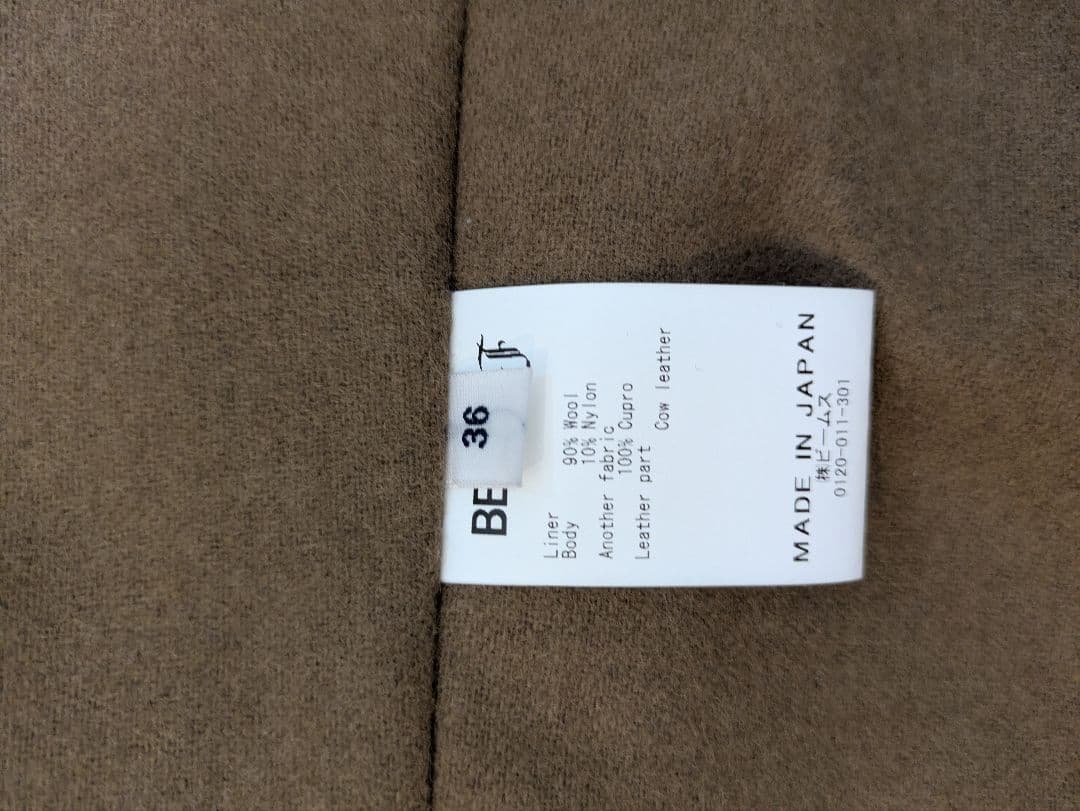 36
BE
Liner
Body
90% Wool
10% Nylon
Another fabric
100% Cupro
Leather part
Cow leather
MADE IN JAPAN
㈱ビームス
0120-011-301